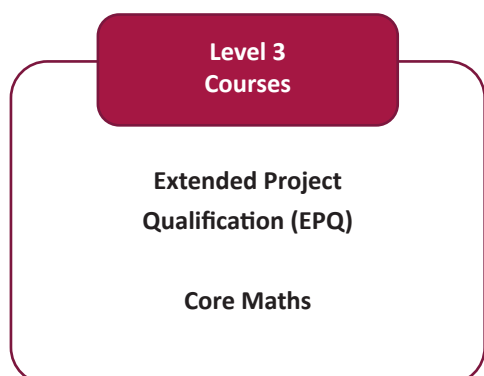 Level 3
Courses
Extended Project
Qualification (EPQ)
Core Maths